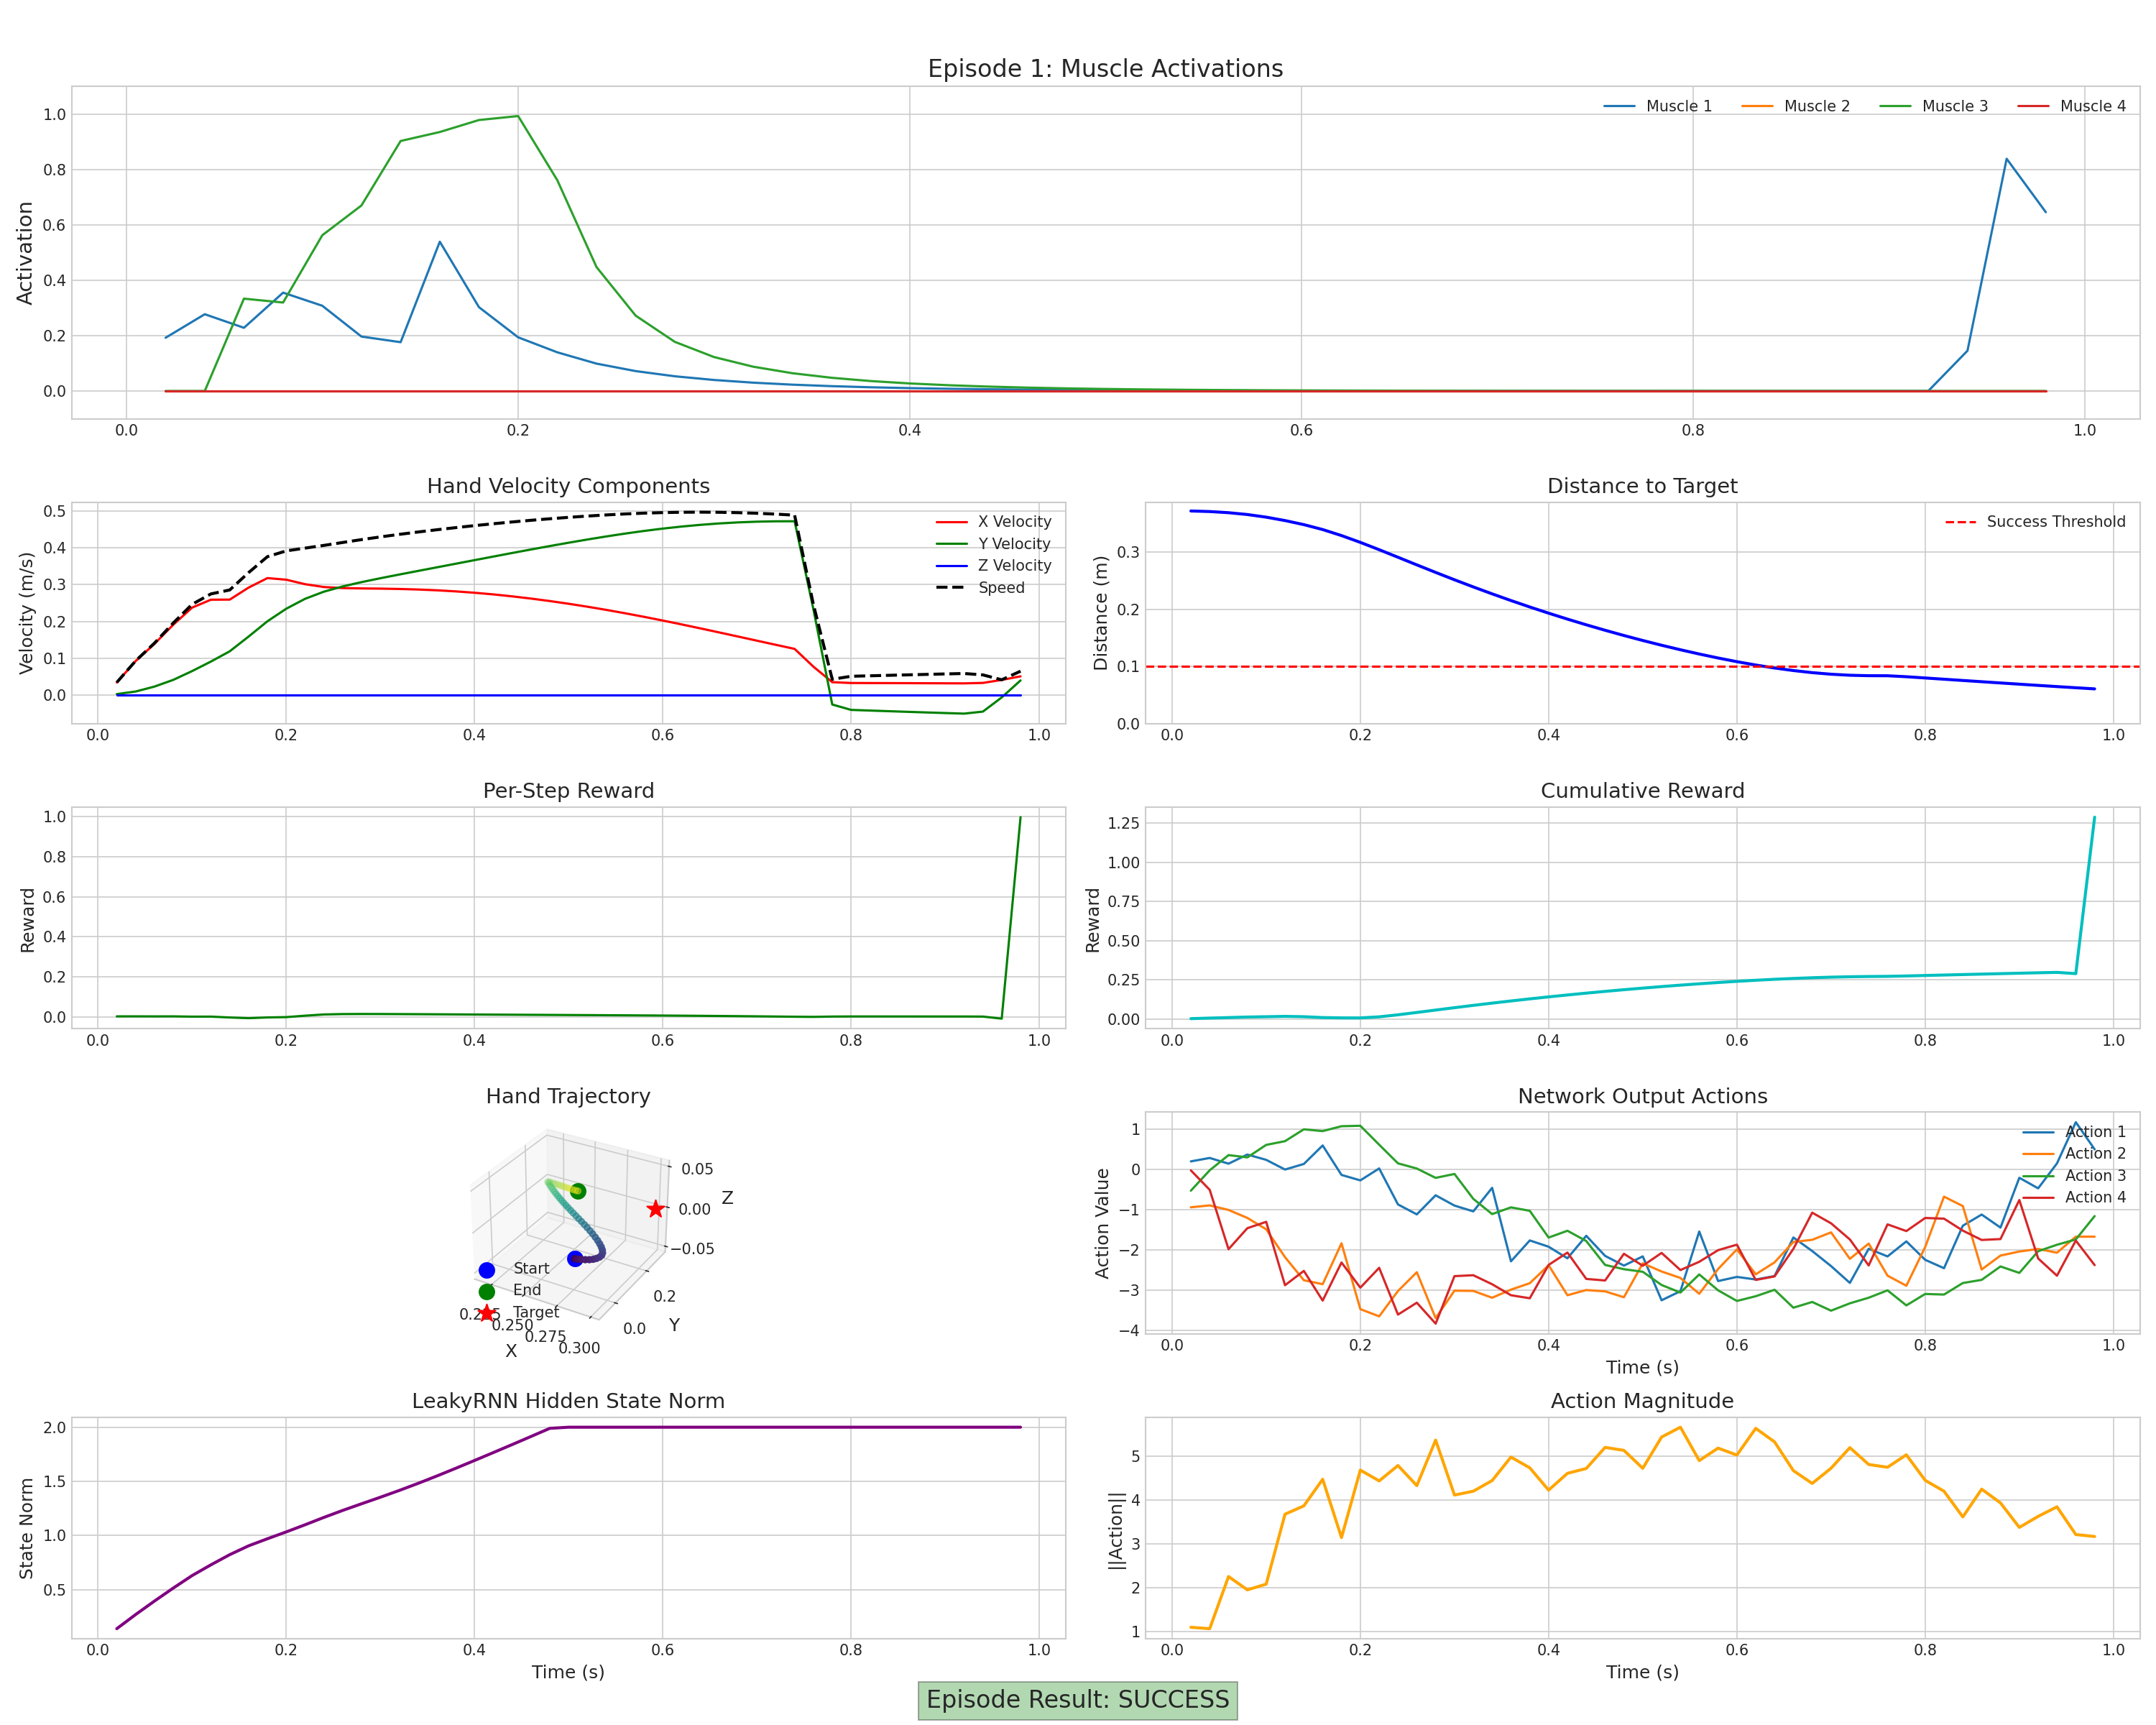 Episode 1: Muscle Activations
Activation
1.0
0.8
0.6
0.4
0.2
0.0
Muscle 1 Muscle 2 Muscle 3 Muscle 4
0.0 0.2 0.4 0.6 0.8 1.0
Hand Velocity Components
Velocity (m/s)
0.5
0.4
0.3
0.2
0.1
0.0
X Velocity
Y Velocity
Z Velocity
Speed
0.0 0.2 0.4 0.6 0.8 1.0
Distance to Target
Distance (m)
0.3
0.2
0.1
0.0
Success Threshold
0.0 0.2 0.4 0.6 0.8 1.0
Per-Step Reward
Reward
1.0
0.8
0.6
0.4
0.2
0.0
0.0 0.2 0.4 0.6 0.8 1.0
Cumulative Reward
Reward
1.25
1.00
0.75
0.50
0.25
0.00
0.0 0.2 0.4 0.6 0.8 1.0
Hand Trajectory
0.05
0.00
−0.05
Z
0.2
0.0
Y
0.250
0.275
0.300
X
Start
End
Target
Network Output Actions
Action Value
1
0
−1
−2
−3
−4
Action 1
Action 2
Action 3
Action 4
0.0 0.2 0.4 0.6 0.8 1.0
Time (s)
LeakyRNN Hidden State Norm
State Norm
2.0
1.5
1.0
0.5
0.0 0.2 0.4 0.6 0.8 1.0
Time (s)
Action Magnitude
||Action||
5
4
3
2
1
0.0 0.2 0.4 0.6 0.8 1.0
Time (s)
Episode Result: SUCCESS